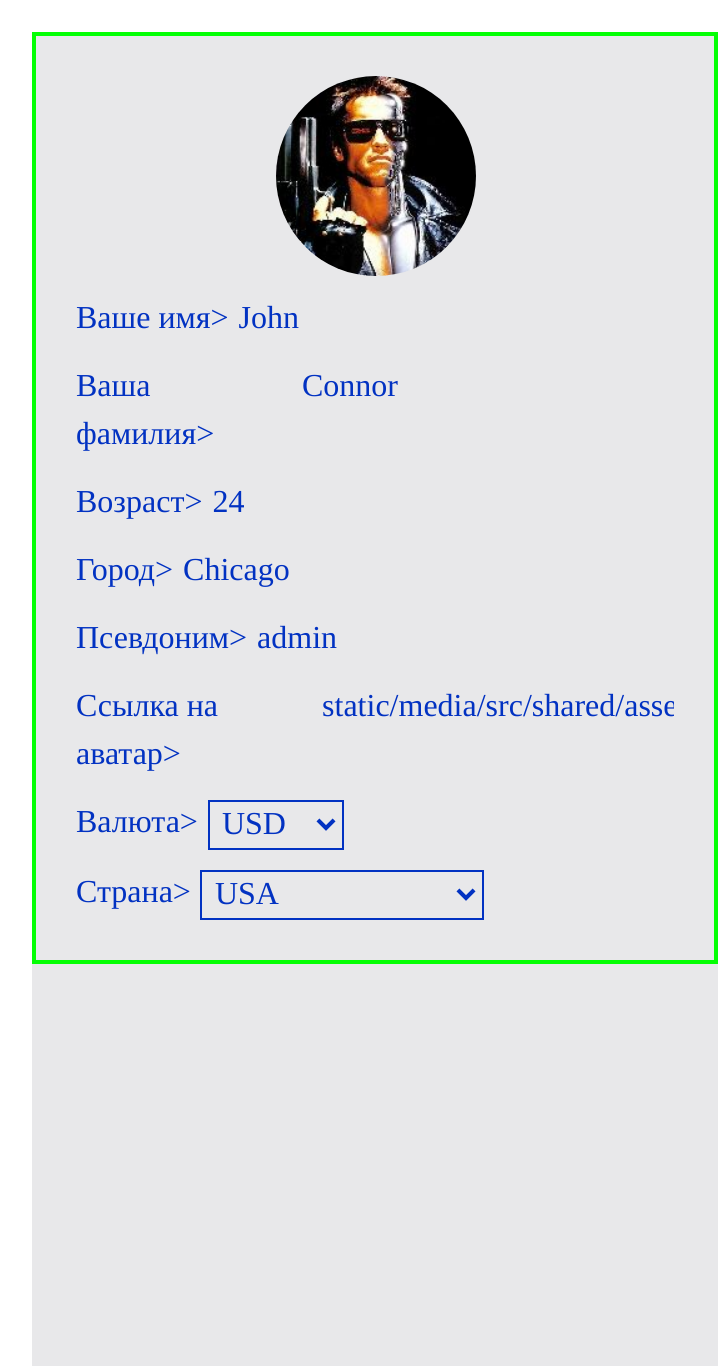 Ваше имя> John
Ваша Connor
фамилия>
Возраст> 24
Город> Chicago
Псевдоним> admin
Ссылка на static/media/src/shared/asse
аватар>
Валюта> USD
Страна> USA